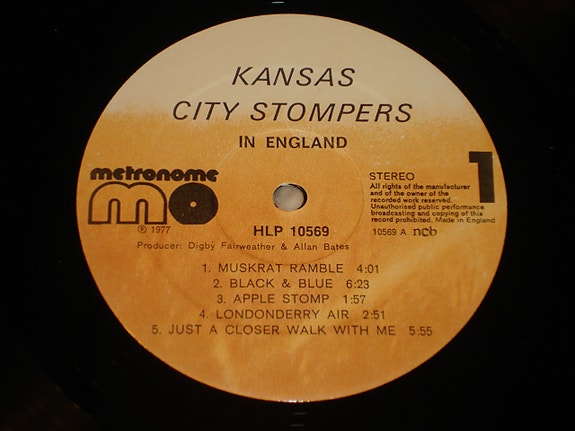 KANSAS
CITY STOMPERS
IN ENGLAND
metronome
mo
℗ 1977
STEREO
1
All rights of the manufacturer
and of the owner of the
recorded work reserved.
Unauthorised public performance
broadcasting and copying of this
record prohibited. Made in England
10569 A ncb
HLP 10569
Producer: Digby Fairweather & Allan Bates
1. MUSKRAT RAMBLE 4:01
2. BLACK & BLUE 6:23
3. APPLE STOMP 1:57
4. LONDONDERRY AIR 2:51
5. JUST A CLOSER WALK WITH ME 5:55